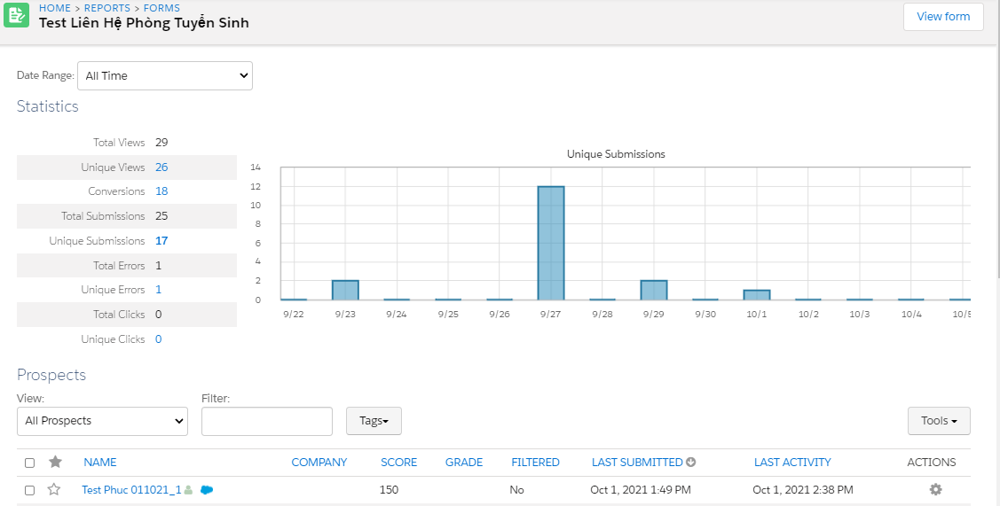 HOME > REPORTS > FORMS
Test Liên Hệ Phòng Tuyển Sinh
View form
Date Range: All Time
Statistics
Total Views 29
Unique Views 26
Conversions 18
Total Submissions 25
Unique Submissions 17
Total Errors 1
Unique Errors 1
Total Clicks 0
Unique Clicks 0
Unique Submissions
14
12
10
8
6
4
2
0
9/22 9/23 9/24 9/25 9/26 9/27 9/28 9/29 9/30 10/1 10/2 10/3 10/4 10/5
Prospects
View: Filter:
All Prospects Tags Tools
NAME COMPANY SCORE GRADE FILTERED LAST SUBMITTED LAST ACTIVITY ACTIONS
Test Phuc 011021_1 150 No Oct 1, 2021 1:49 PM Oct 1, 2021 2:38 PM